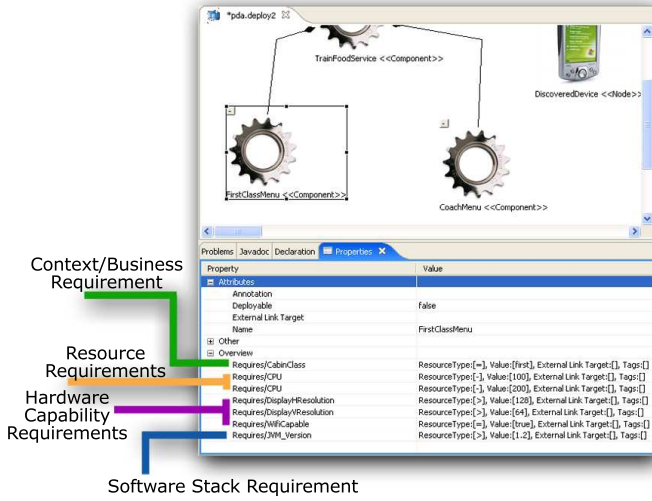 *pda.deploy2
TrainFoodService <<Component>>
DiscoveredDevice <<Node>>
FirstClassMenu <<Component>>
CoachMenu <<Component>>
Problems Javadoc Declaration Properties
Property Value
Attributes
Annotation
Deployable false
External Link Target
Name FirstClassMenu
Other
Overview
Requires/CabinClass ResourceType:[=], Value:[first], External Link Target:[], Tags:[]
Requires/CPU ResourceType:[-], Value:[100], External Link Target:[], Tags:[]
Requires/CPU ResourceType:[-], Value:[200], External Link Target:[], Tags:[]
Requires/DisplayHResolution ResourceType:[>], Value:[128], External Link Target:[], Tags:[]
Requires/DisplayVResolution ResourceType:[>], Value:[64], External Link Target:[], Tags:[]
Requires/WifiCapable ResourceType:[=], Value:[true], External Link Target:[], Tags:[]
Requires/JVM_Version ResourceType:[>], Value:[1.2], External Link Target:[], Tags:[]
Context/Business
Requirement
Resource
Requirements
Hardware
Capability
Requirements
Software Stack Requirement